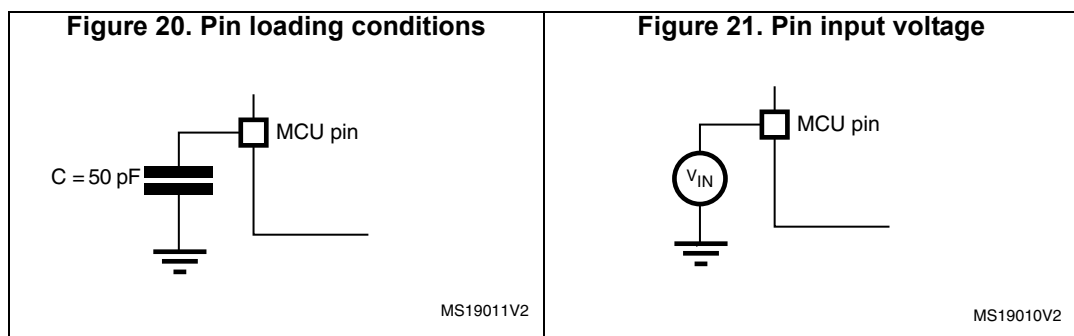 Figure 20. Pin loading conditions
MCU pin
C = 50 pF
MS19011V2
Figure 21. Pin input voltage
MCU pin
VIN
MS19010V2